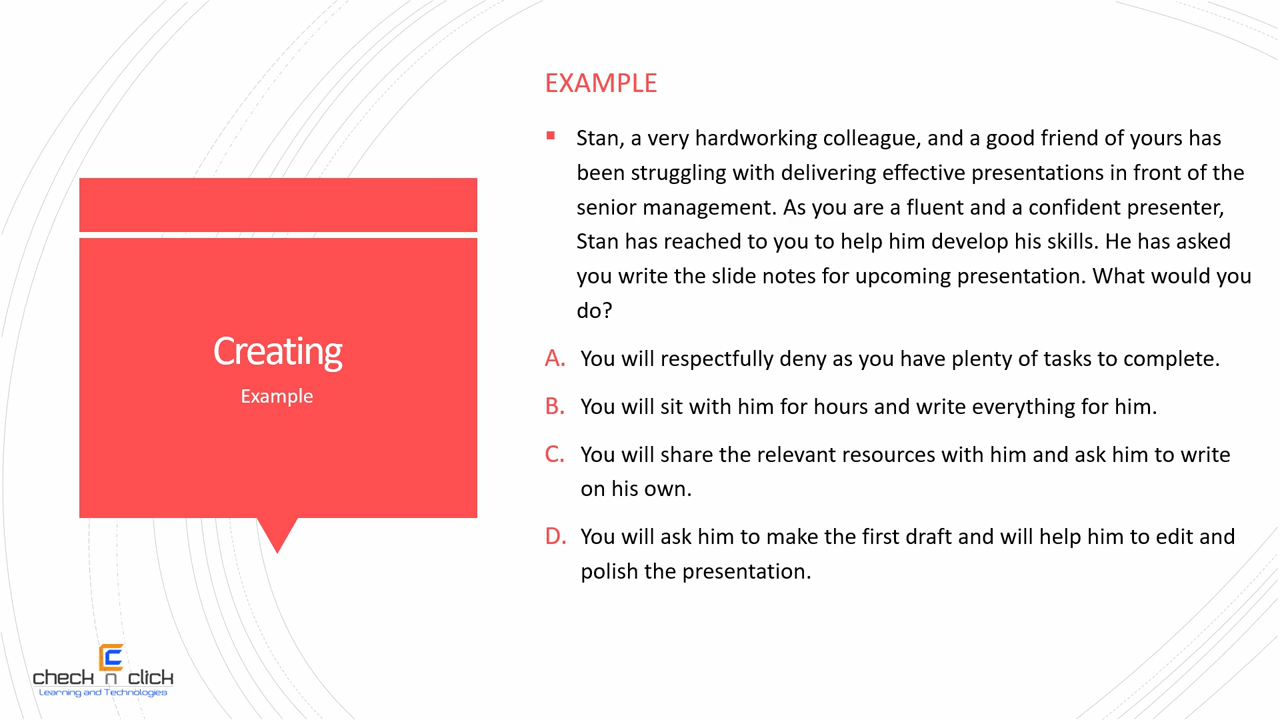 EXAMPLE
Stan, a very hardworking colleague, and a good friend of yours has
been struggling with delivering effective presentations in front of the
senior management. As you are a fluent and a confident presenter,
Stan has reached to you to help him develop his skills. He has asked
you write the slide notes for upcoming presentation. What would you
do?
A. You will respectfully deny as you have plenty of tasks to complete.
B. You will sit with him for hours and write everything for him.
C. You will share the relevant resources with him and ask him to write
on his own.
D. You will ask him to make the first draft and will help him to edit and
polish the presentation.
Creating
Example
check n click
Learning and Technologies